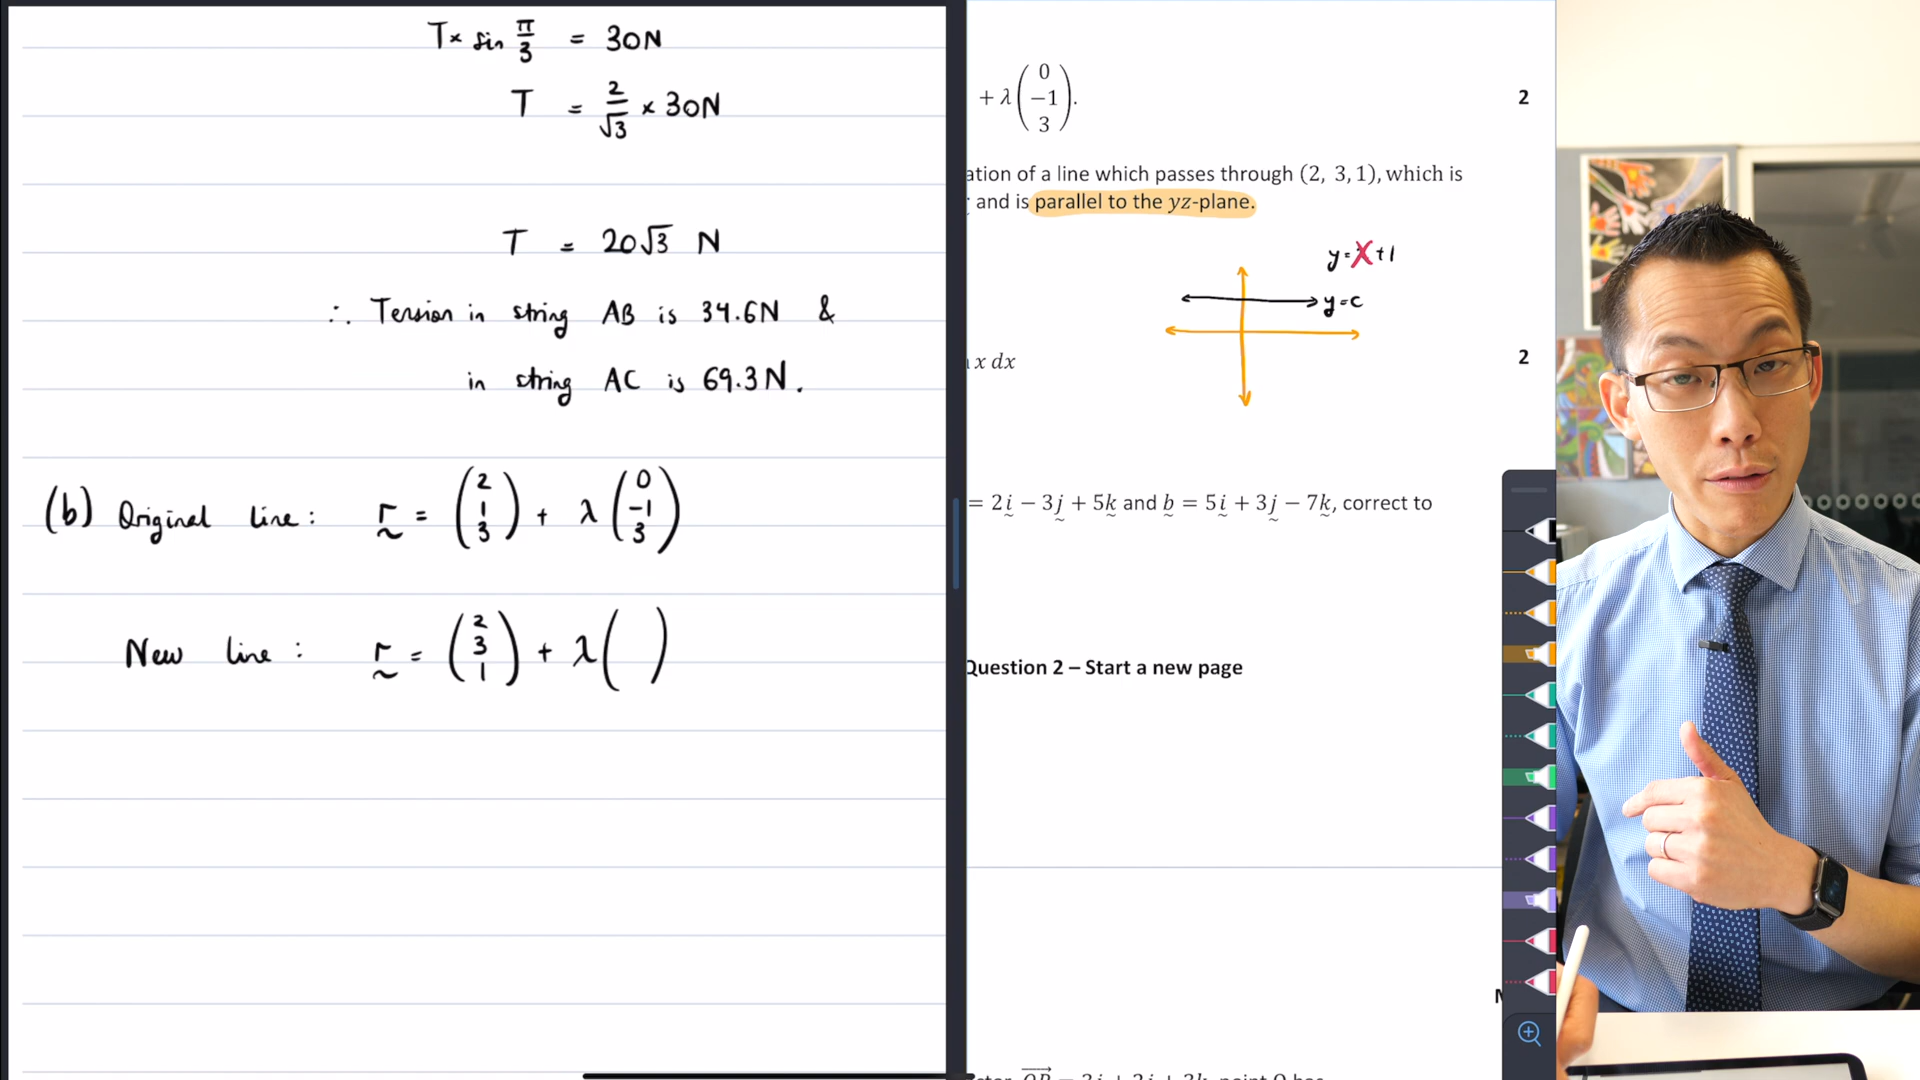 T × sin π/3 = 30N
T = 2/√3 × 30N
T = 20√3 N
∴ Tension in string AB is 34.6N &
in string AC is 69.3N.
(b) Original line: r = (2 1 3) + λ (0 -1 3)
New line: r = (2 3 1) + λ ( )
+ λ (0 −1 3). 2
ation of a line which passes through (2, 3, 1), which is
and is parallel to the yz-plane.
y=x+1
y=c
x dx 2
= 2i − 3j + 5k and b = 5i + 3j − 7k, correct to
Question 2 – Start a new page